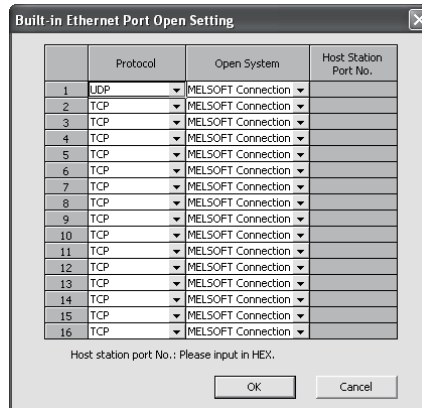 Built-in Ethernet Port Open Setting
Protocol Open System Host Station Port No.
1 UDP MELSOFT Connection
2 TCP MELSOFT Connection
3 TCP MELSOFT Connection
4 TCP MELSOFT Connection
5 TCP MELSOFT Connection
6 TCP MELSOFT Connection
7 TCP MELSOFT Connection
8 TCP MELSOFT Connection
9 TCP MELSOFT Connection
10 TCP MELSOFT Connection
11 TCP MELSOFT Connection
12 TCP MELSOFT Connection
13 TCP MELSOFT Connection
14 TCP MELSOFT Connection
15 TCP MELSOFT Connection
16 TCP MELSOFT Connection
Host station port No.: Please input in HEX.
OK Cancel